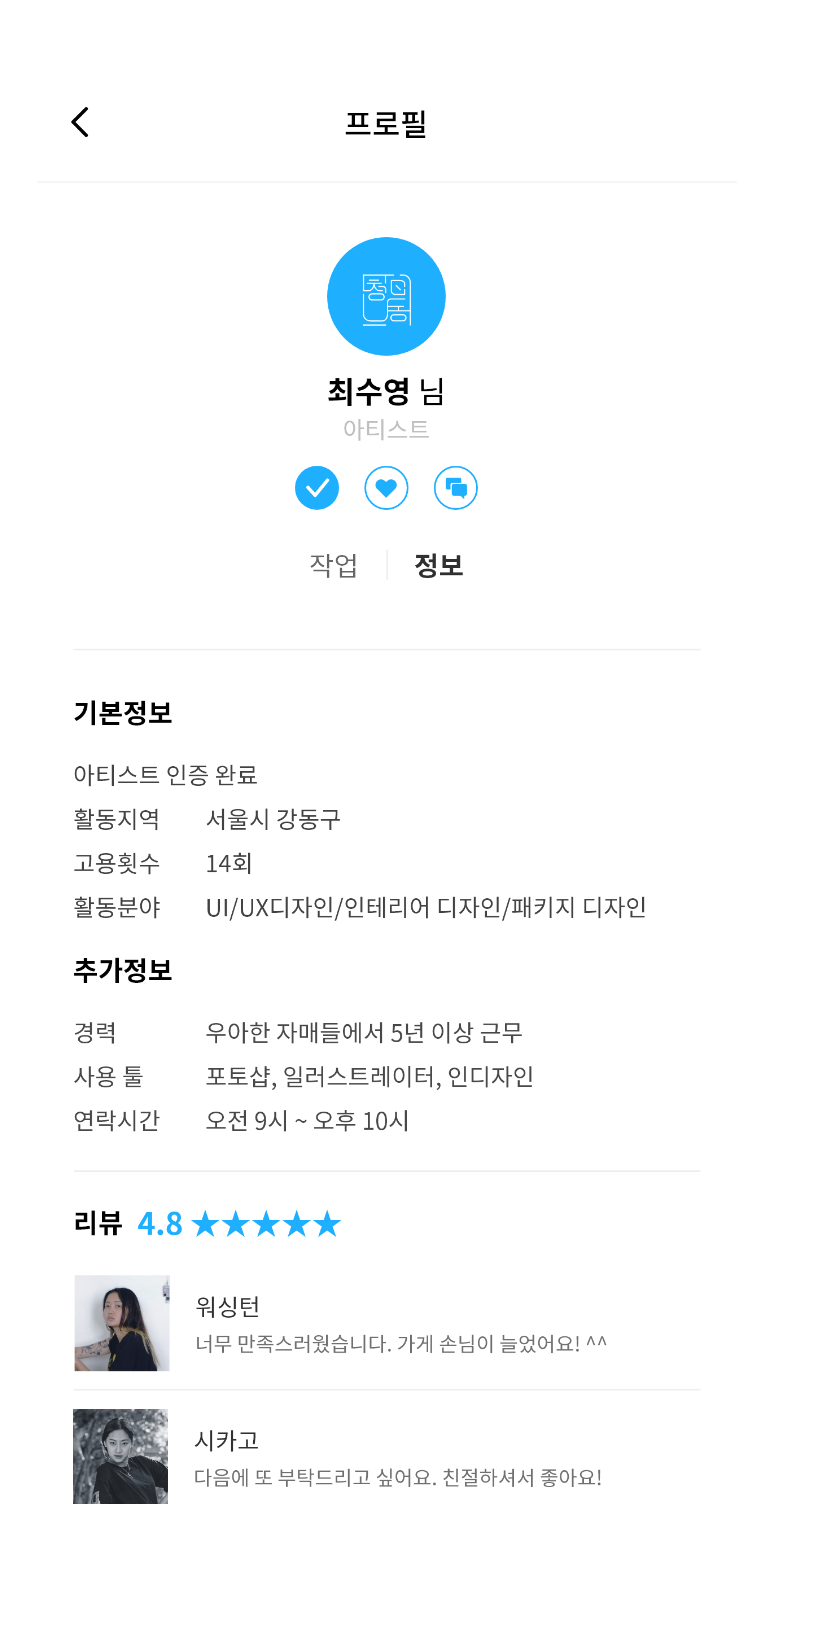 프로필
최수영 님
아티스트
작업 정보
기본정보
아티스트 인증 완료
활동지역 서울시 강동구
고용횟수 14회
활동분야 UI/UX디자인/인테리어 디자인/패키지 디자인
추가정보
경력 우아한 자매들에서 5년 이상 근무
사용 툴 포토샵, 일러스트레이터, 인디자인
연락시간 오전 9시 ~ 오후 10시
리뷰 4.8 ★★★★★
워싱턴
너무 만족스러웠습니다. 가게 손님이 늘었어요! ^^
시카고
다음에 또 부탁드리고 싶어요. 친절하셔서 좋아요!